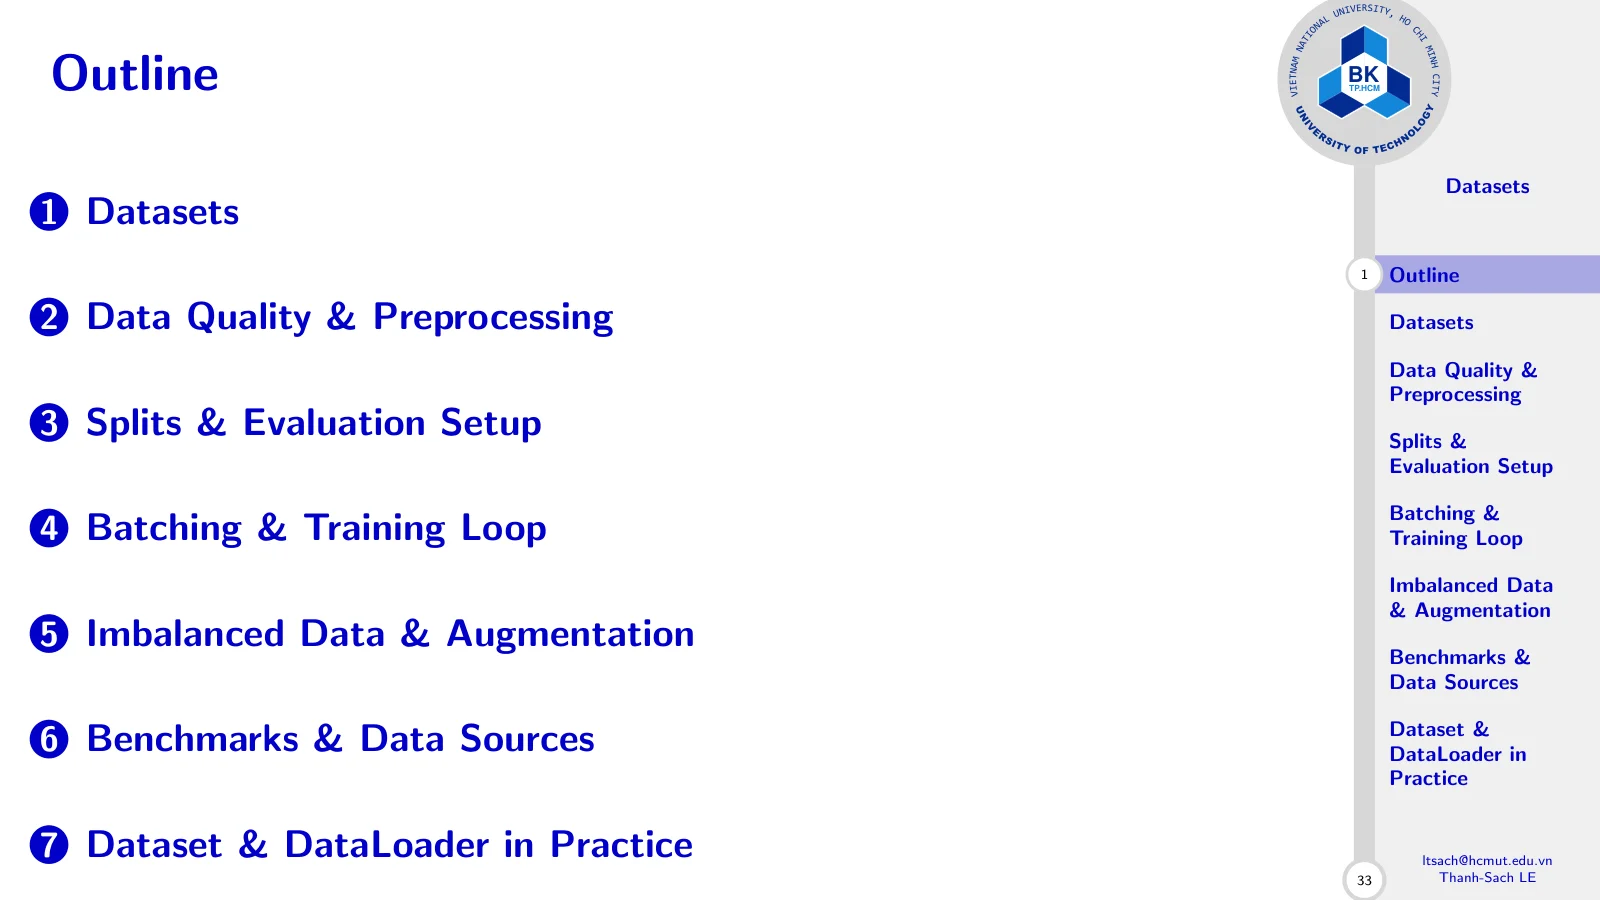 Outline
1 Datasets
2 Data Quality & Preprocessing
3 Splits & Evaluation Setup
4 Batching & Training Loop
5 Imbalanced Data & Augmentation
6 Benchmarks & Data Sources
7 Dataset & DataLoader in Practice
VIETNAM NATIONAL UNIVERSITY, HO CHI MINH CITY
BK
TP.HCM
UNIVERSITY OF TECHNOLOGY
Datasets
1
Outline
Datasets
Data Quality &
Preprocessing
Splits &
Evaluation Setup
Batching &
Training Loop
Imbalanced Data
& Augmentation
Benchmarks &
Data Sources
Dataset &
DataLoader in
Practice
33
ltsach@hcmut.edu.vn
Thanh-Sach LE